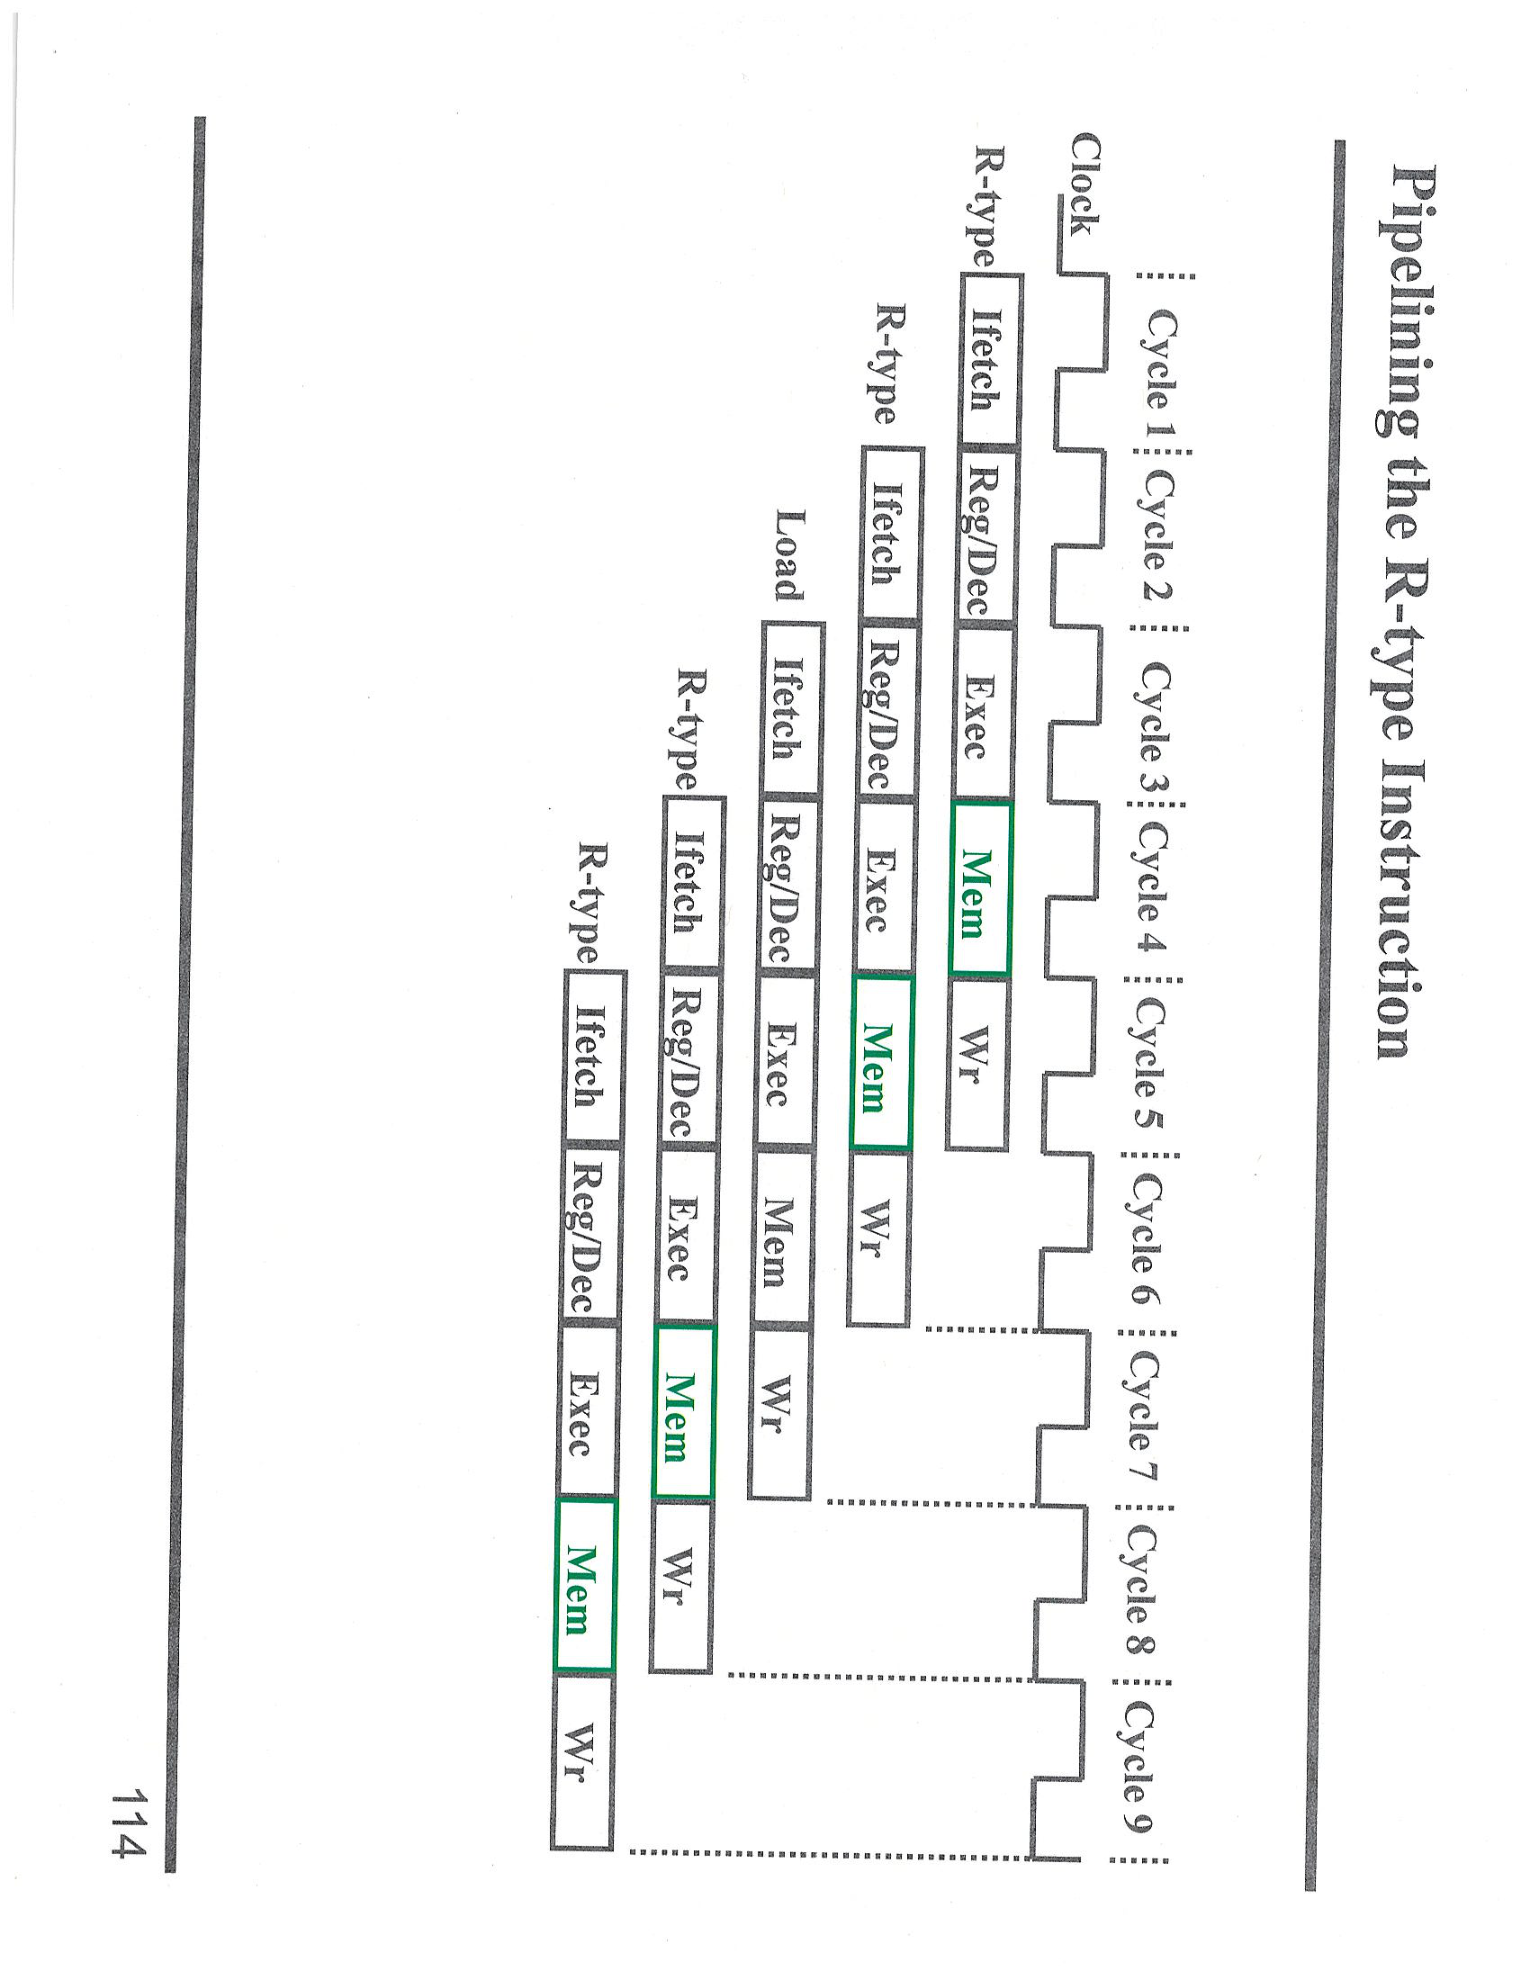 Pipelining the R-type Instruction
Cycle 1 Cycle 2 Cycle 3 Cycle 4 Cycle 5 Cycle 6 Cycle 7 Cycle 8 Cycle 9
Clock
R-type Ifetch Reg/Dec Exec Mem Wr
R-type Ifetch Reg/Dec Exec Mem Wr
Load Ifetch Reg/Dec Exec Mem Wr
R-type Ifetch Reg/Dec Exec Mem Wr
R-type Ifetch Reg/Dec Exec Mem Wr
114